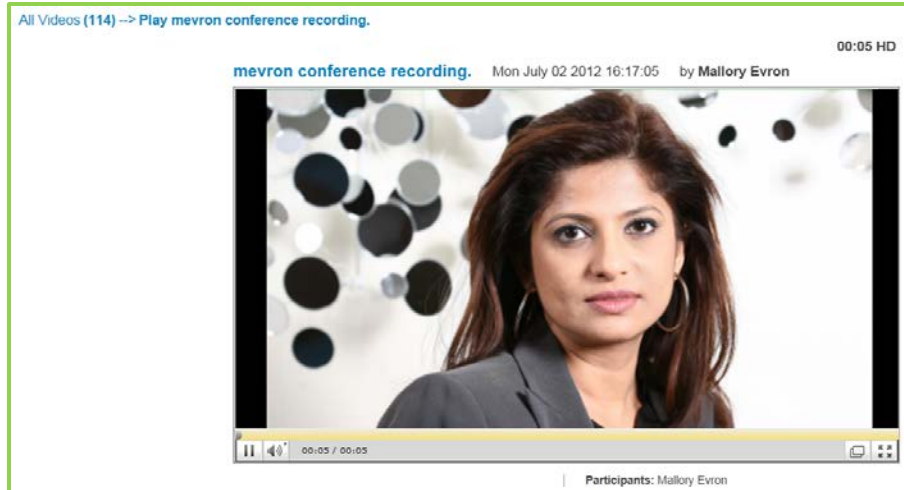 All Videos (114) --> Play mevron conference recording.
00:05 HD
mevron conference recording. Mon July 02 2012 16:17:05 by Mallory Evron
00:05 / 00:05
Participants: Mallory Evron